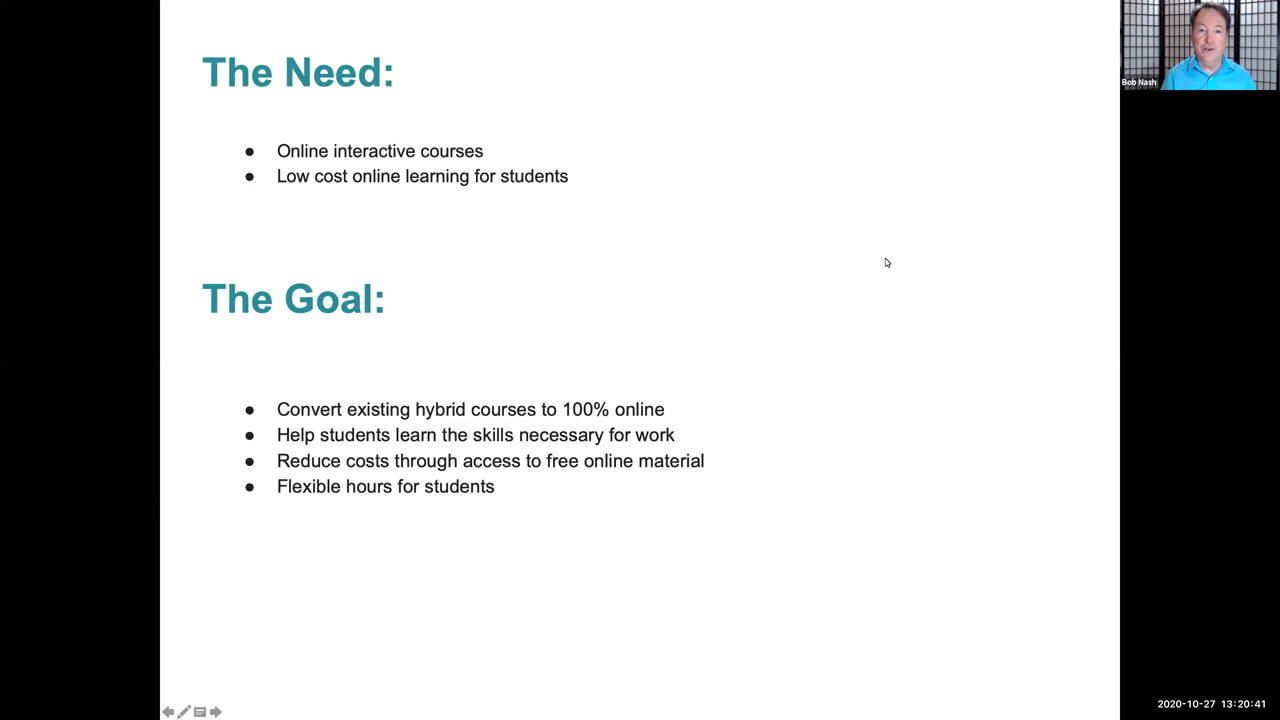 The Need:
● Online interactive courses
● Low cost online learning for students
The Goal:
● Convert existing hybrid courses to 100% online
● Help students learn the skills necessary for work
● Reduce costs through access to free online material
● Flexible hours for students
Bob Nash
2020-10-27 13:20:41